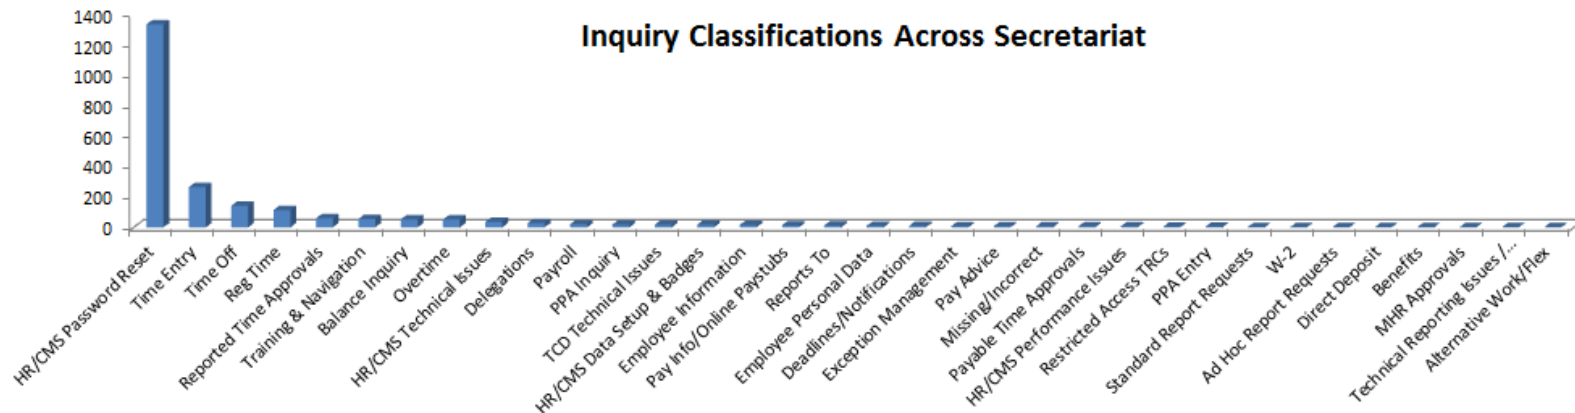 Inquiry Classifications Across Secretariat
1400
1200
1000
800
600
400
200
0
HR/CMS Password Reset
Time Entry
Time Off
Reg Time
Reported Time Approvals
Training & Navigation
Balance Inquiry
Overtime
HR/CMS Technical Issues
Delegations
Payroll
PPA Inquiry
TCD Technical Issues
HR/CMS Data Setup & Badges
Employee Information
Pay Info/Online Paystubs
Reports To
Employee Personal Data
Deadlines/Notifications
Exception Management
Pay Advice
Missing/Incorrect
Payable Time Approvals
HR/CMS Performance Issues
Restricted Access TRCs
PPA Entry
Standard Report Requests
W-2
Ad Hoc Report Requests
Direct Deposit
Benefits
MHR Approvals
Technical Reporting Issues /...
Alternative Work/Flex